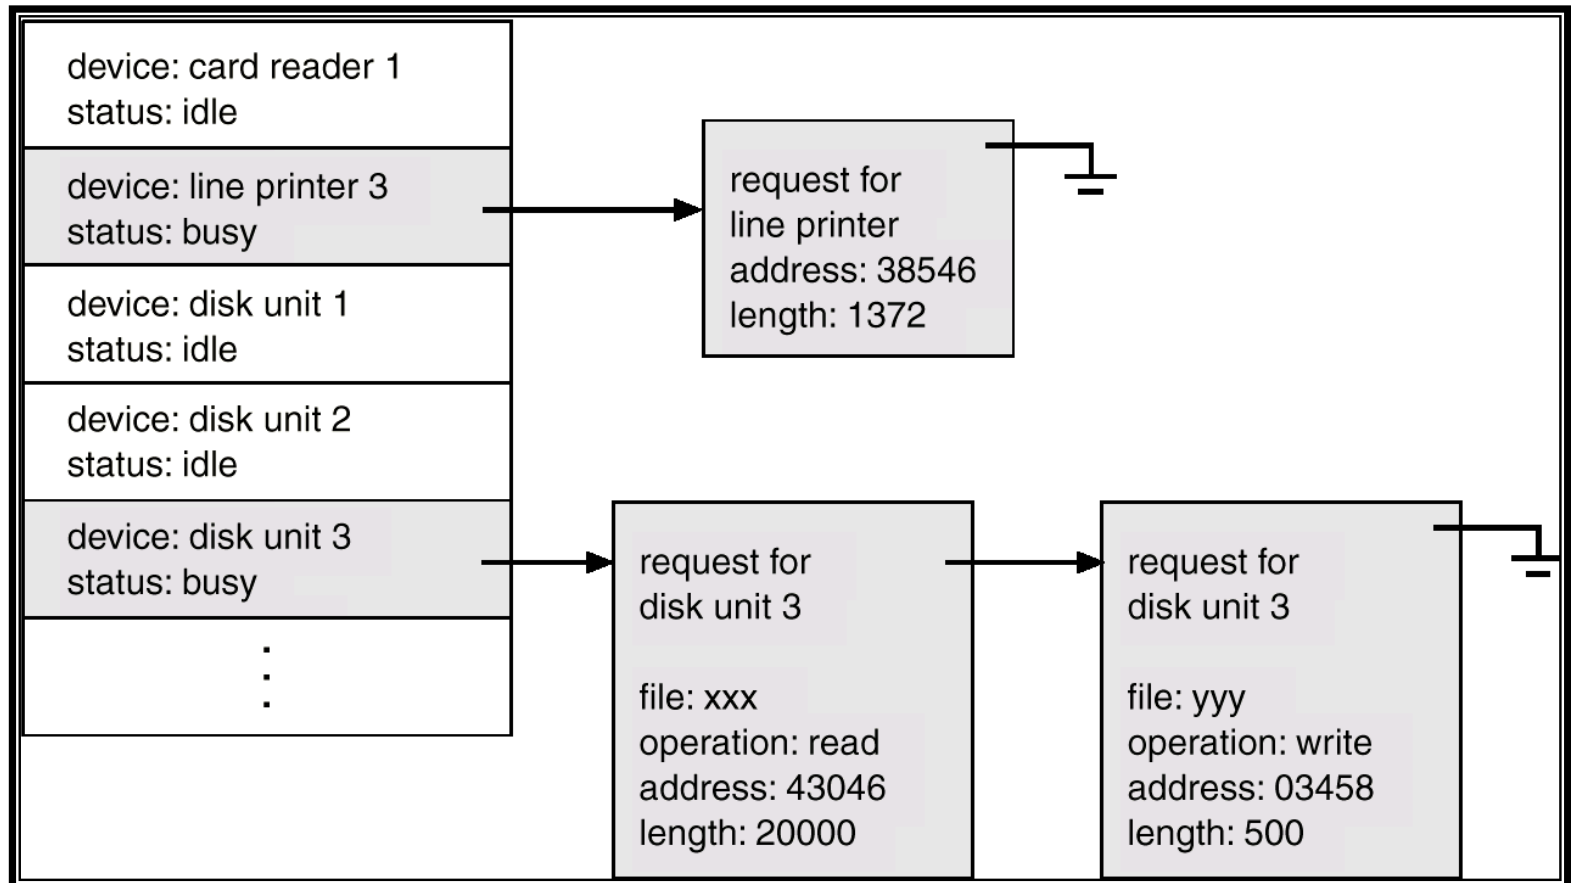 device: card reader 1
status: idle
device: line printer 3
status: busy
device: disk unit 1
status: idle
device: disk unit 2
status: idle
device: disk unit 3
status: busy
request for
line printer
address: 38546
length: 1372
request for
disk unit 3
file: xxx
operation: read
address: 43046
length: 20000
request for
disk unit 3
file: yyy
operation: write
address: 03458
length: 500